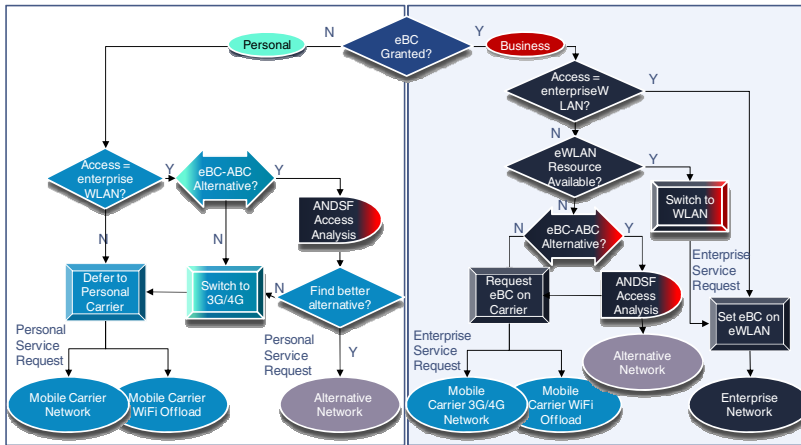 Personal
N
eBC
Granted?
Y
Business
Access =
enterpriseW
LAN?
Y
N
Access =
enterprise
WLAN?
Y
eBC-ABC
Alternative?
Y
eWLAN
Resource
Available?
Y
ANDSF
Access
Analysis
Switch to
WLAN
N
N
N
N
eBC-ABC
Alternative?
Y
Enterprise
Service
Request
Defer to
Personal
Carrier
Switch to
3G/4G
N
Find better
alternative?
Request
eBC on
Carrier
ANDSF
Access
Analysis
Set eBC on
eWLAN
Personal
Service
Request
Personal
Service
Request
Y
Enterprise
Service
Request
Alternative
Network
Mobile Carrier
Network
Mobile Carrier
WiFi Offload
Alternative
Network
Mobile
Carrier 3G/4G
Network
Mobile
Carrier WiFi
Offload
Enterprise
Network